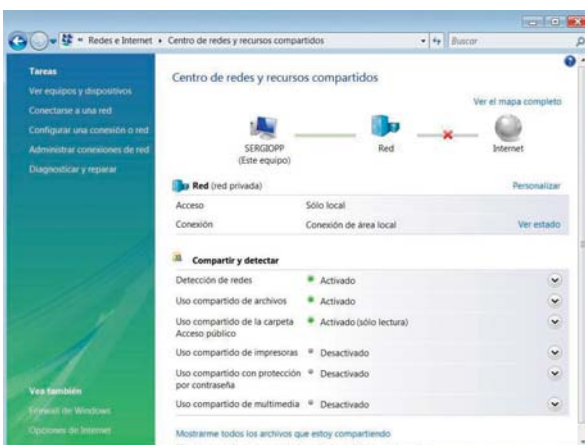 Redes e Internet ▸ Centro de redes y recursos compartidos
Buscar
Tareas
Ver equipos y dispositivos
Conectarse a una red
Configurar una conexión o red
Administrar conexiones de red
Diagnosticar y reparar
Vea también
Firewall de Windows
Opciones de Internet
Centro de redes y recursos compartidos
Ver el mapa completo
SERGIOPP
(Este equipo)
Red
Internet
Red (red privada)
Personalizar
Acceso Sólo local
Conexión Conexión de área local Ver estado
Compartir y detectar
Detección de redes Activado
Uso compartido de archivos Activado
Uso compartido de la carpeta Activado (sólo lectura)
Acceso público
Uso compartido de impresoras Desactivado
Uso compartido con protección Desactivado
por contraseña
Uso compartido de multimedia Desactivado
Mostrarme todos los archivos que estoy compartiendo